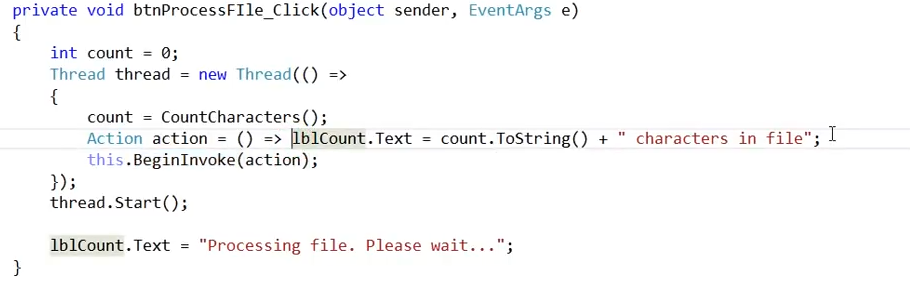 private void btnProcessFIle_Click(object sender, EventArgs e)
{
    int count = 0;
    Thread thread = new Thread(() =>
    {
        count = CountCharacters();
        Action action = () => lblCount.Text = count.ToString() + " characters in file";
        this.BeginInvoke(action);
    });
    thread.Start();

    lblCount.Text = "Processing file. Please wait...";
}